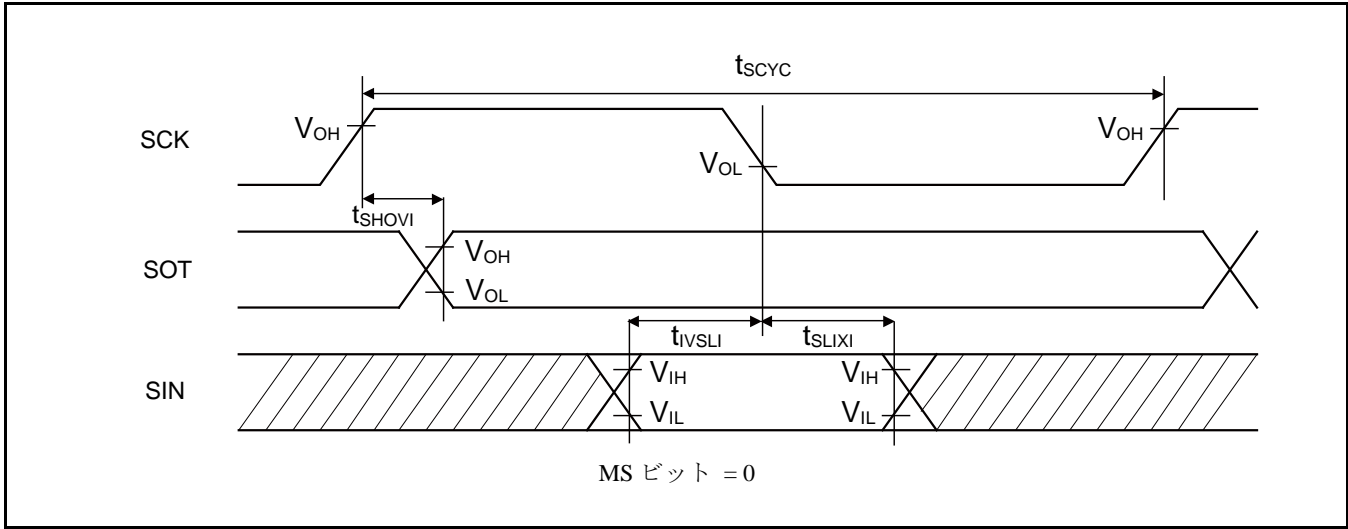 tSCYC
SCK
VOH
VOL
VOH
tSHOVI
SOT
VOH
VOL
tIVSLI
tSLIXI
SIN
VIH
VIH
VIL
VIL
MS ビット = 0